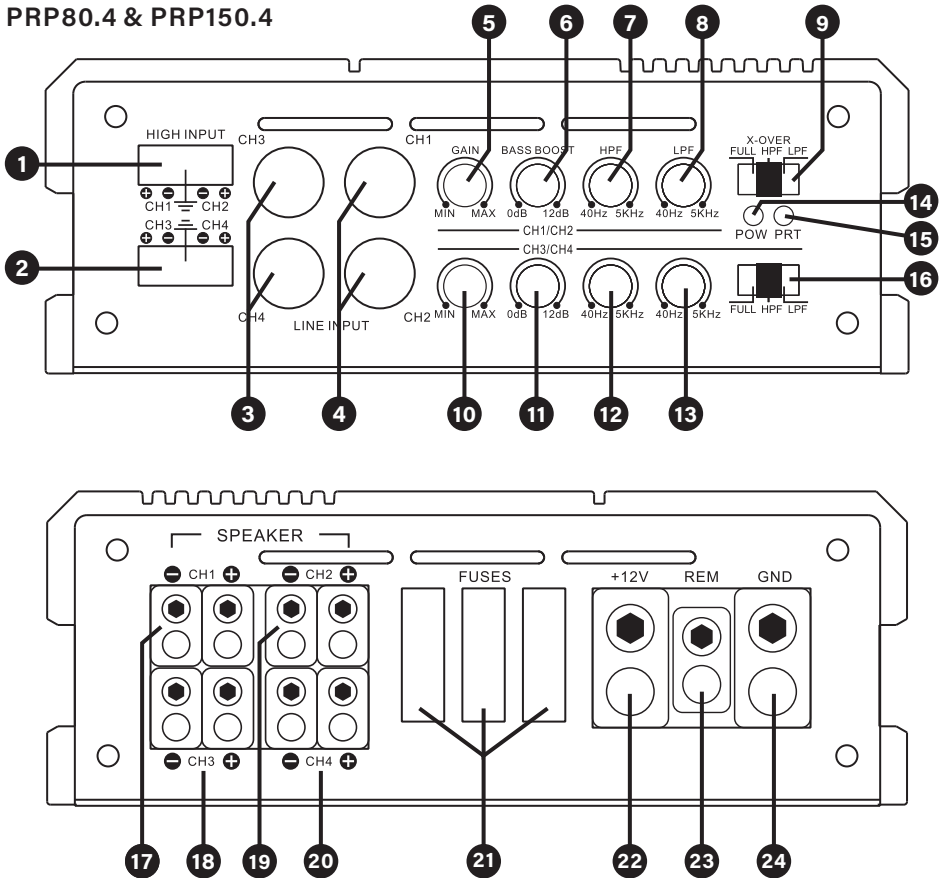 PRP80.4 & PRP150.4
5 6 7 8 9
HIGH INPUT CH3 CH1 GAIN BASS BOOST HPF LPF X-OVER
FULL HPF LPF
1
+ - - +
CH1 CH2
MIN MAX 0dB 12dB 40Hz 5KHz 40Hz 5KHz
14
CH3 CH4
+ - - +
CH1/CH2
POW PRT
15
CH3/CH4
2
16
CH4 LINE INPUT CH2 MIN MAX 0dB 12dB 40Hz 5KHz 40Hz 5KHz
FULL HPF LPF
3 4 10 11 12 13
SPEAKER
- CH1 + - CH2 + FUSES +12V REM GND
- CH3 + - CH4 +
17 18 19 20 21 22 23 24